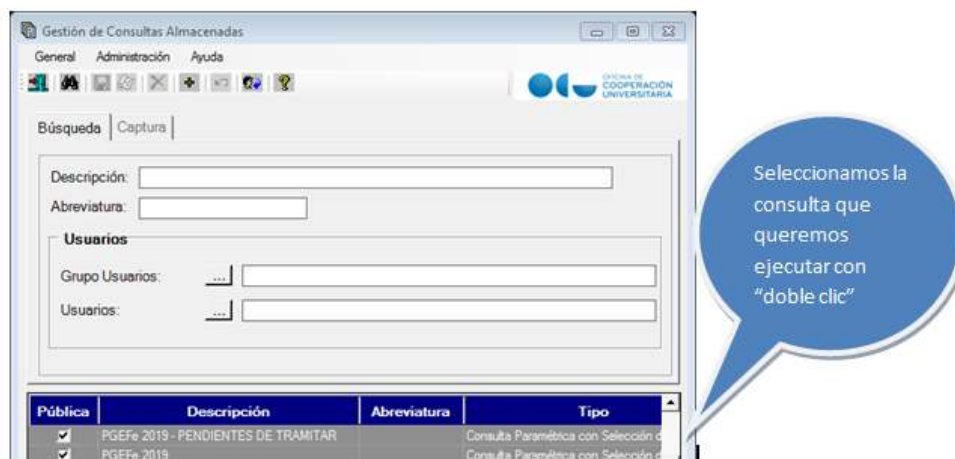 Gestión de Consultas Almacenadas
General Administración Ayuda
OFICINA DE
COOPERACIÓN
UNIVERSITARIA
Búsqueda Captura
Descripción:
Abreviatura:
Usuarios
Grupo Usuarios: ...
Usuarios: ...
Seleccionamos la
consulta que
queremos
ejecutar con
“doble clic”
Pública Descripción Abreviatura Tipo
PGEFe 2019 - PENDIENTES DE TRAMITAR Consulta Paramétrica con Selección d
PGEFe 2019 Consulta Paramétrica con Selección d